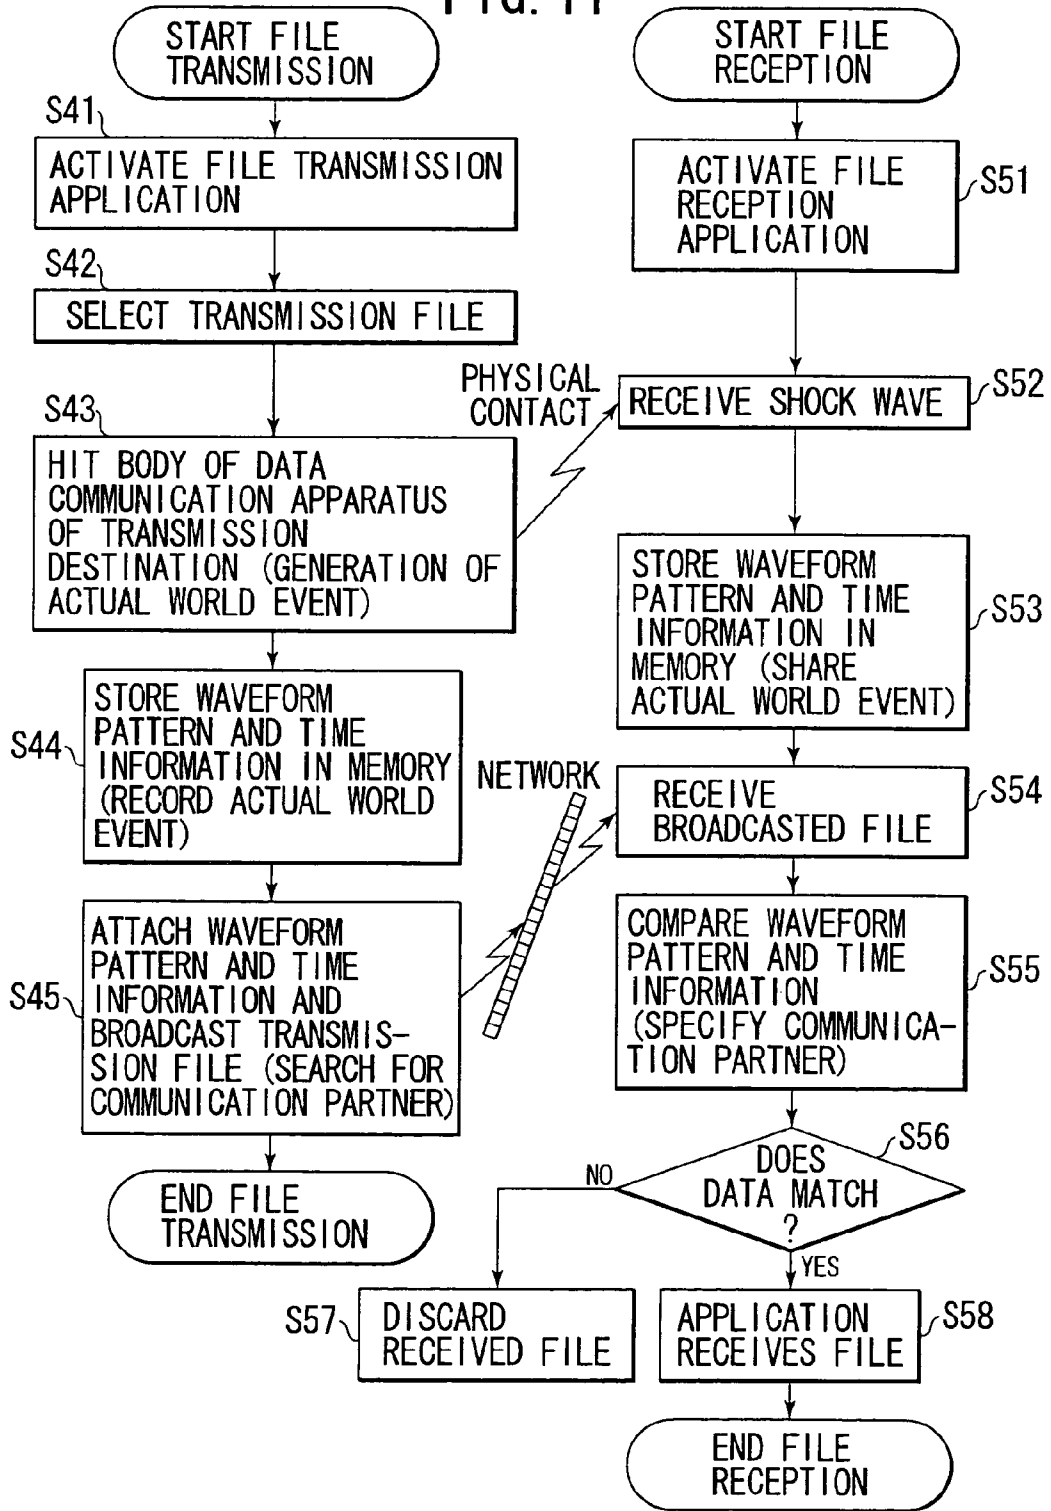 FIG. 11
START FILE
TRANSMISSION
S41
ACTIVATE FILE TRANSMISSION
APPLICATION
S42
SELECT TRANSMISSION FILE
S43
HIT BODY OF DATA
COMMUNICATION APPARATUS
OF TRANSMISSION
DESTINATION (GENERATION OF
ACTUAL WORLD EVENT)
S44
STORE WAVEFORM
PATTERN AND TIME
INFORMATION IN MEMORY
(RECORD ACTUAL WORLD
EVENT)
S45
ATTACH WAVEFORM
PATTERN AND TIME
INFORMATION AND
BROADCAST TRANSMIS-
SION FILE (SEARCH FOR
COMMUNICATION PARTNER)
END FILE
TRANSMISSION
PHYSICAL
CONTACT
NETWORK
START FILE
RECEPTION
ACTIVATE FILE
RECEPTION
APPLICATION
S51
RECEIVE SHOCK WAVE
S52
STORE WAVEFORM
PATTERN AND TIME
INFORMATION IN
MEMORY (SHARE
ACTUAL WORLD EVENT)
S53
RECEIVE
BROADCASTED FILE
S54
COMPARE WAVEFORM
PATTERN AND TIME
INFORMATION
(SPECIFY COMMUNICA-
TION PARTNER)
S55
DOES
DATA MATCH
?
S56
NO
YES
S57
DISCARD
RECEIVED FILE
APPLICATION
RECEIVES FILE
S58
END FILE
RECEPTION